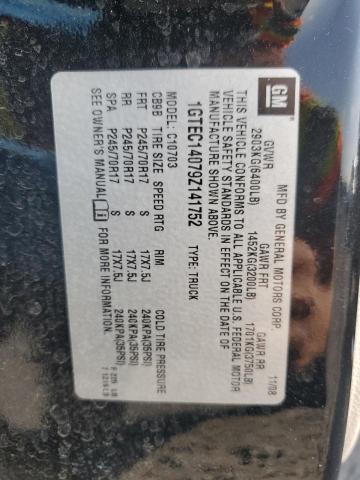 GM
MFD BY GENERAL MOTORS CORP. 11/08
GVWR GAWR FRT GAWR RR
2903KG(6400LB) 1452KG(3200LB) 1701KG(3750LB)
THIS VEHICLE CONFORMS TO ALL APPLICABLE U.S. FEDERAL MOTOR
VEHICLE SAFETY STANDARDS IN EFFECT ON THE DATE OF
MANUFACTURE SHOWN ABOVE.
1GTEC14079Z141752 TYPE: TRUCK
MODEL: C10703
CB9B TIRE SIZE SPEED RTG RIM COLD TIRE PRESSURE
FRT P245/70R17 S 17X7.5J 240KPA(35PSI)
RR P245/70R17 S 17X7.5J 240KPA(35PSI)
SPA P245/70R17 S 17X7.5J 240KPA(35PSI)
SEE OWNER'S MANUAL i FOR MORE INFORMATION.